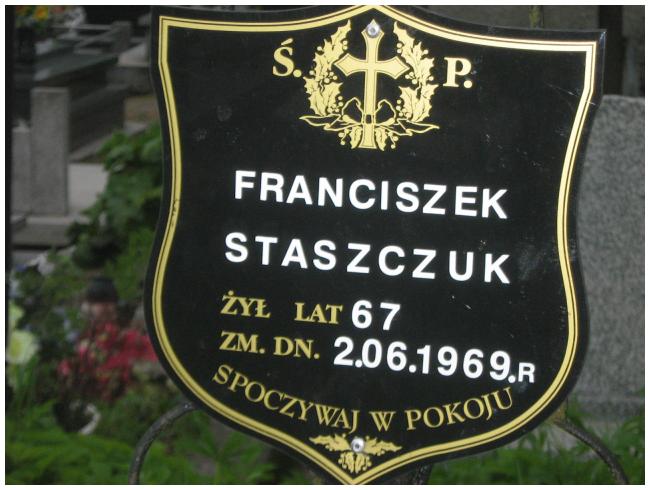 Ś. P.
FRANCISZEK
STASZCZUK
ŻYŁ LAT 67
ZM. DN. 2.06.1969.R
SPOCZYWAJ W POKOJU